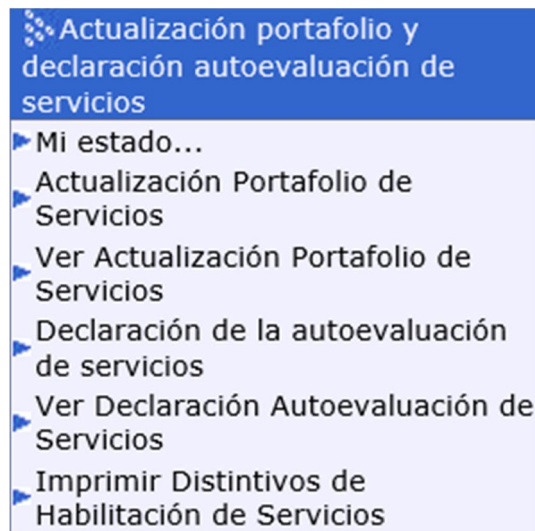 Actualización portafolio y
declaración autoevaluación de
servicios
Mi estado...
Actualización Portafolio de
Servicios
Ver Actualización Portafolio de
Servicios
Declaración de la autoevaluación
de servicios
Ver Declaración Autoevaluación de
Servicios
Imprimir Distintivos de
Habilitación de Servicios